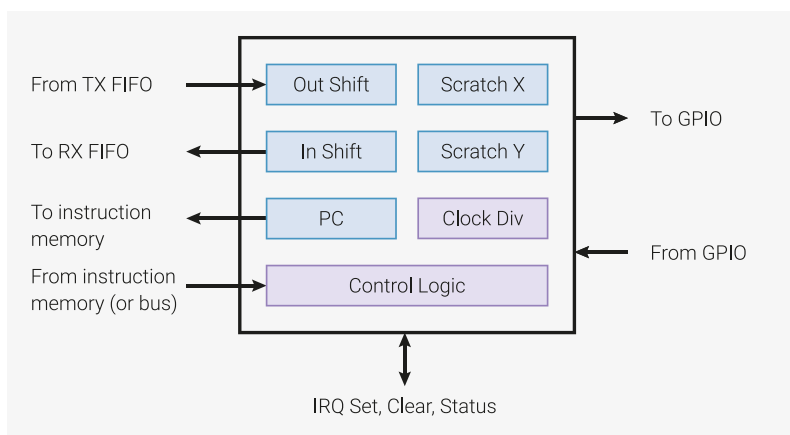 From TX FIFO
Out Shift
Scratch X
To GPIO
To RX FIFO
In Shift
Scratch Y
To instruction
memory
PC
Clock Div
From GPIO
From instruction
memory (or bus)
Control Logic
IRQ Set, Clear, Status